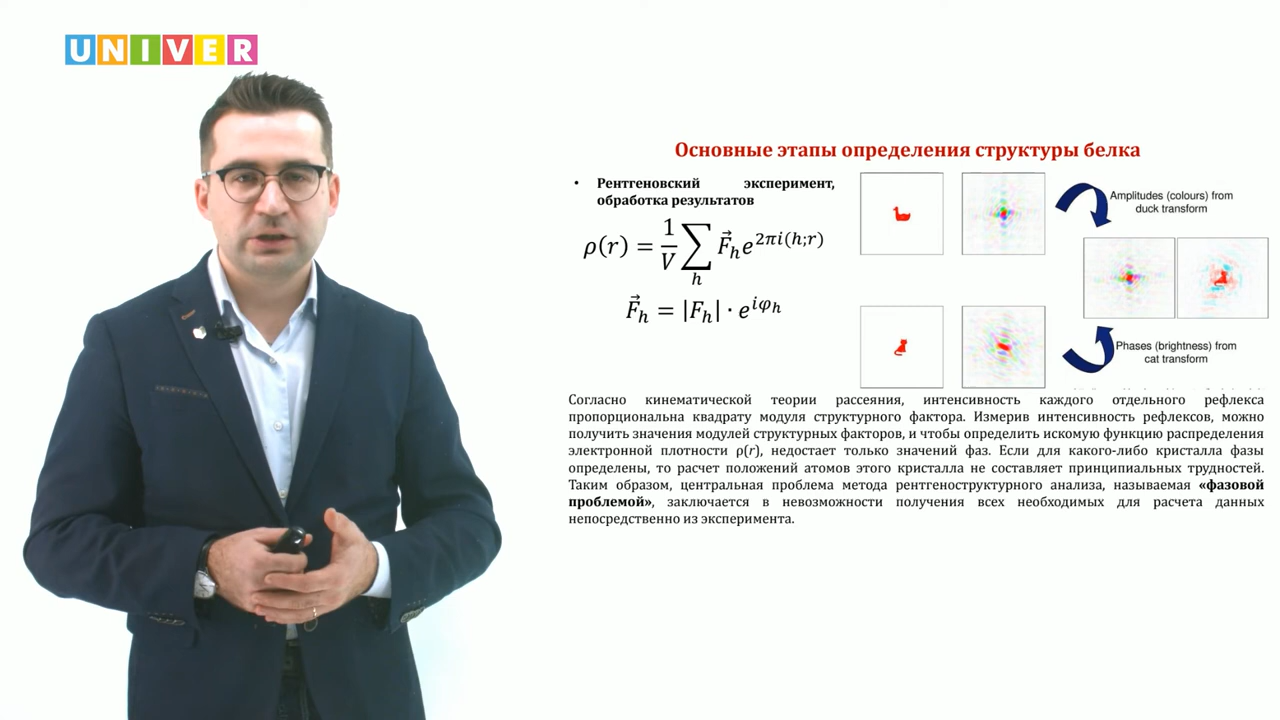 UNIVER
Основные этапы определения структуры белка
• Рентгеновский эксперимент,
обработка результатов
ρ(r) = 1/V ∑_h F⃗_h e^{2πi(h;r)}
F⃗_h = |F_h| · e^{iφ_h}
Amplitudes (colours) from
duck transform
Phases (brightness) from
cat transform
Согласно кинематической теории рассеяния, интенсивность каждого отдельного рефлекса
пропорциональна квадрату модуля структурного фактора. Измерив интенсивность рефлексов, можно
получить значения модулей структурных факторов, и чтобы определить искомую функцию распределения
электронной плотности ρ(r), недостает только значений фаз. Если для какого-либо кристалла фазы
определены, то расчет положений атомов этого кристалла не составляет принципиальных трудностей.
Таким образом, центральная проблема метода рентгеноструктурного анализа, называемая «фазовой
проблемой», заключается в невозможности получения всех необходимых для расчета данных
непосредственно из эксперимента.